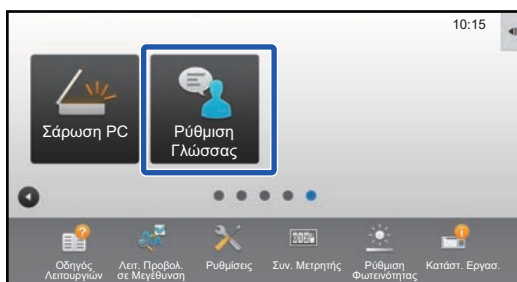 10:15
Σάρωση PC
Ρύθμιση
Γλώσσας
Οδηγός
Λειτουργιών
Λειτ. Προβολ.
σε Μεγέθυνση
Ρυθμίσεις
Συν. Μετρητής
Ρύθμιση
Φωτεινότητας
Κατάστ. Εργασ.